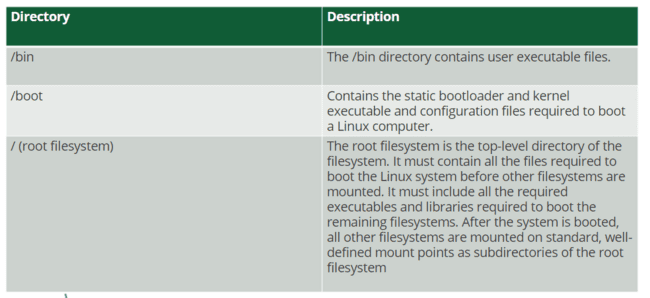 Directory Description
/bin The /bin directory contains user executable files.
/boot Contains the static bootloader and kernel
executable and configuration files required to boot
a Linux computer.
/ (root filesystem) The root filesystem is the top-level directory of the
filesystem. It must contain all the files required to
boot the Linux system before other filesystems are
mounted. It must include all the required
executables and libraries required to boot the
remaining filesystems. After the system is booted,
all other filesystems are mounted on standard, well-
defined mount points as subdirectories of the root
filesystem